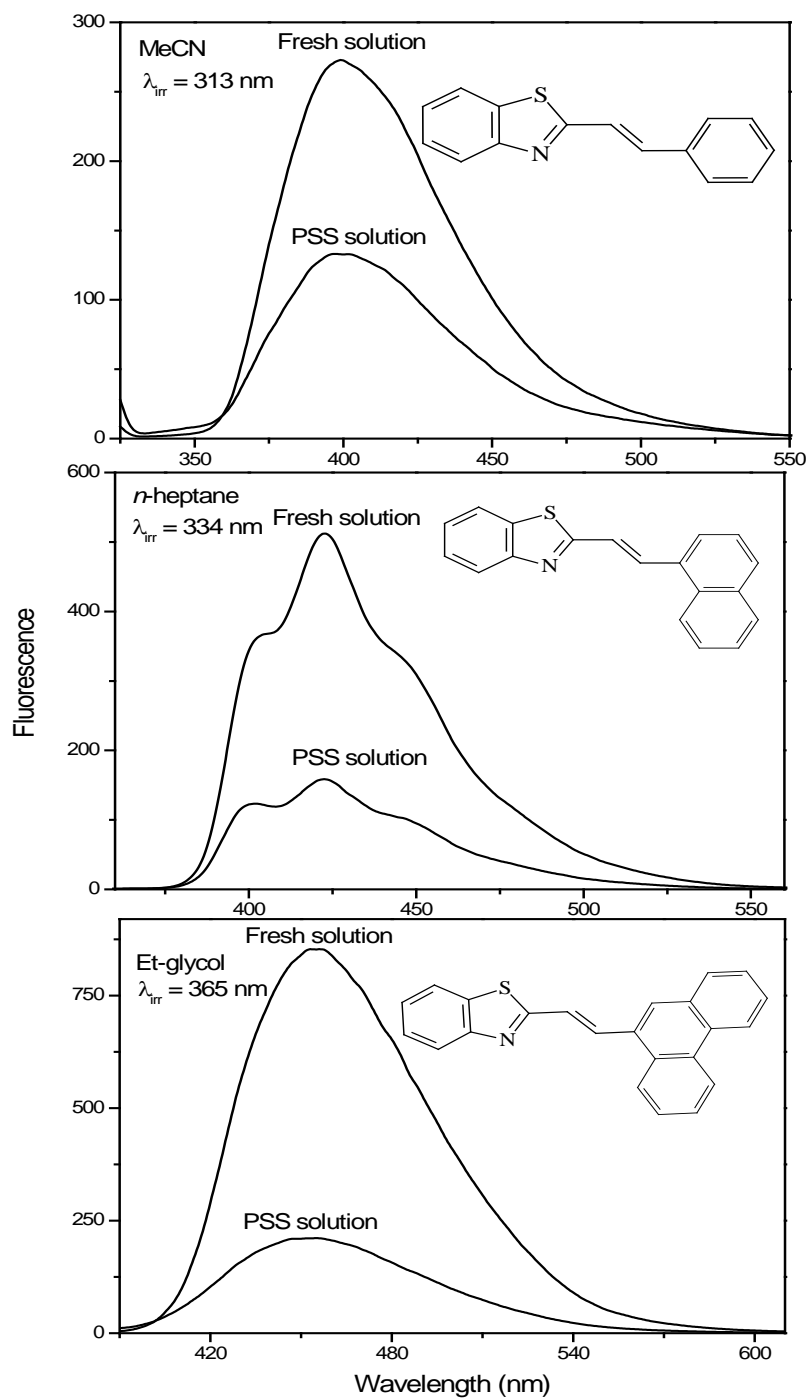 300
MeCN
λirr = 313 nm
Fresh solution
S
N
200
PSS solution
100
0
350 400 450 500 550
600
n-heptane
λirr = 334 nm
Fresh solution
S
N
400
PSS solution
200
0
400 450 500 550
Fluorescence
Et-glycol
λirr = 365 nm
Fresh solution
S
N
750
500
PSS solution
250
0
420 480 540 600
Wavelength (nm)